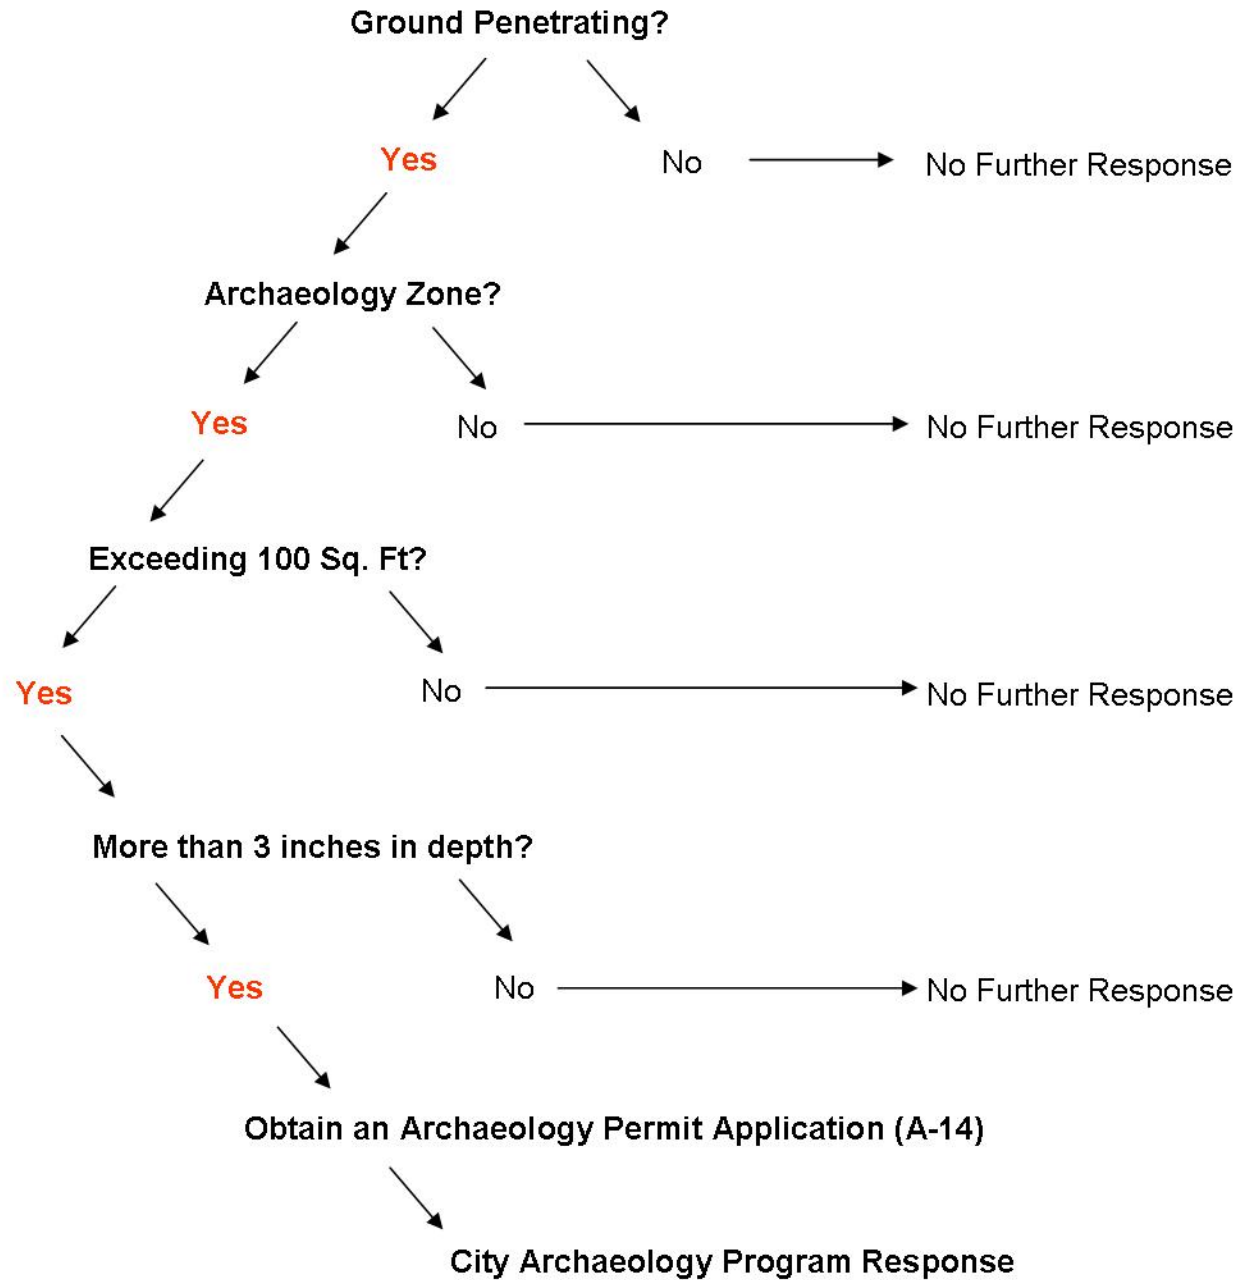 Ground Penetrating?
Yes
No
No Further Response
Archaeology Zone?
Yes
No
No Further Response
Exceeding 100 Sq. Ft?
Yes
No
No Further Response
More than 3 inches in depth?
Yes
No
No Further Response
Obtain an Archaeology Permit Application (A-14)
City Archaeology Program Response